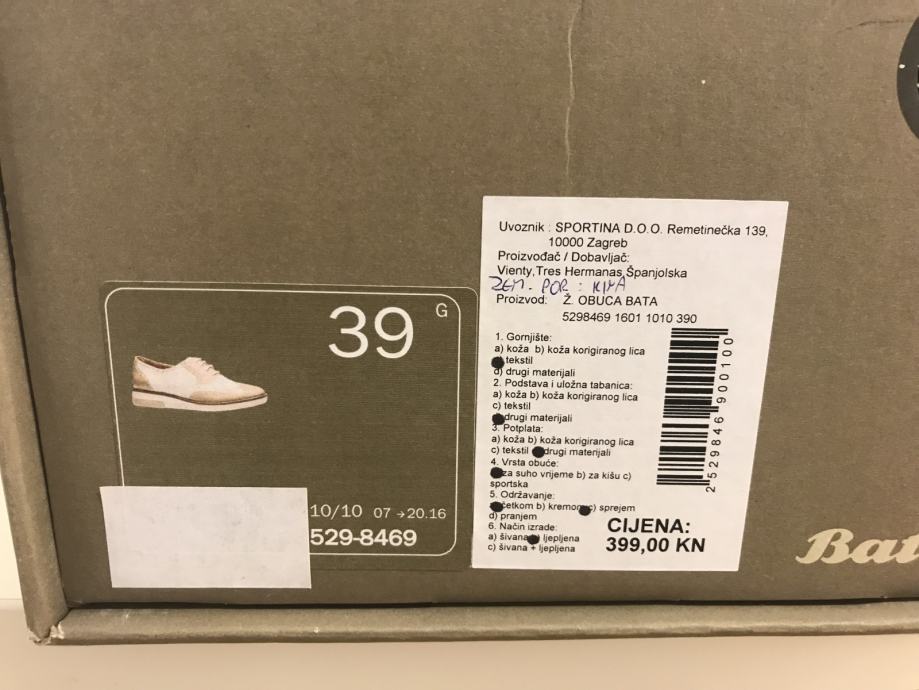 39
G
10/10 07 →20.16
529-8469
Uvoznik : SPORTINA D.O.O. Remetinečka 139,
10000 Zagreb
Proizvođač / Dobavljač:
Vienty,Tres Hermanas,Španjolska
ZEM. POR : KINA
Proizvod: Ž. OBUCA BATA
5298469 1601 1010 390
1. Gornjište:
a) koža b) koža korigiranog lica
tekstil
d) drugi materijali
2. Podstava i uložna tabanica:
a) koža b) koža korigiranog lica
c) tekstil
drugi materijali
3. Potplata:
a) koža b) koža korigiranog lica
c) tekstil drugi materijali
4. Vrsta obuće:
za suho vrijeme b) za kišu c)
sportska
5. Održavanje:
četkom b) kremom c) sprejem
d) pranjem
6. Način izrade:
a) šivana ljepljena
c) šivana + ljepljena
CIJENA:
399,00 KN
2 529846 900100